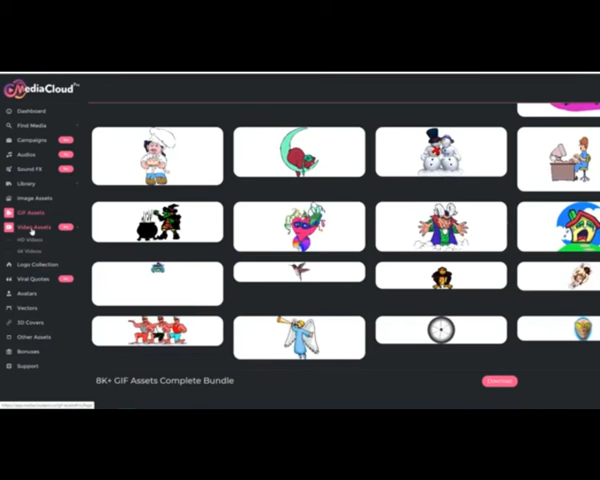 MediaCloud
Dashboard
Find Media
Campaigns
Audios
Sound FX
Library
Image Assets
GIF Assets
Video Assets
HD Videos
4K Videos
Logo Collection
Viral Quotes
Avatars
Vectors
3D Covers
Other Assets
Bonuses
Support
8K+ GIF Assets Complete Bundle
Download